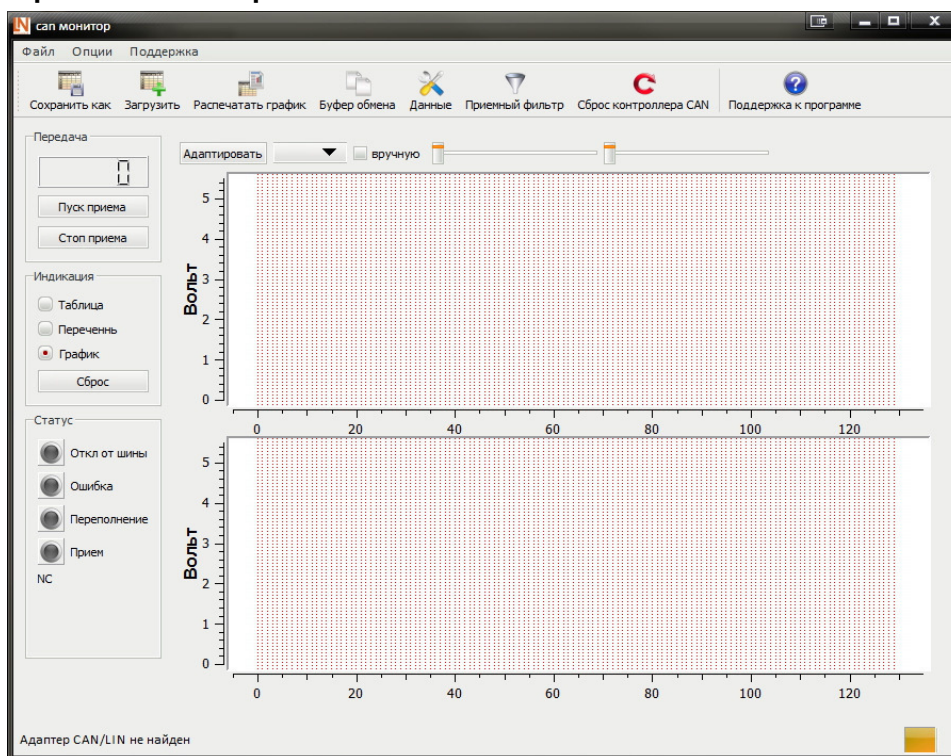 can монитор
Файл Опции Поддержка
Сохранить как Загрузить Распечатать график Буфер обмена Данные Приемный фильтр Сброс контроллера CAN Поддержка к программе
Передача
0
Пуск приема
Стоп приема
Индикация
Таблица
Переченнь
График
Сброс
Статус
Откл от шины
Ошибка
Переполнение
Прием
NC
Адаптировать вручную
Вольт
5
4
3
2
1
0
0 20 40 60 80 100 120
Вольт
5
4
3
2
1
0
0 20 40 60 80 100 120
Адаптер CAN/LIN не найден